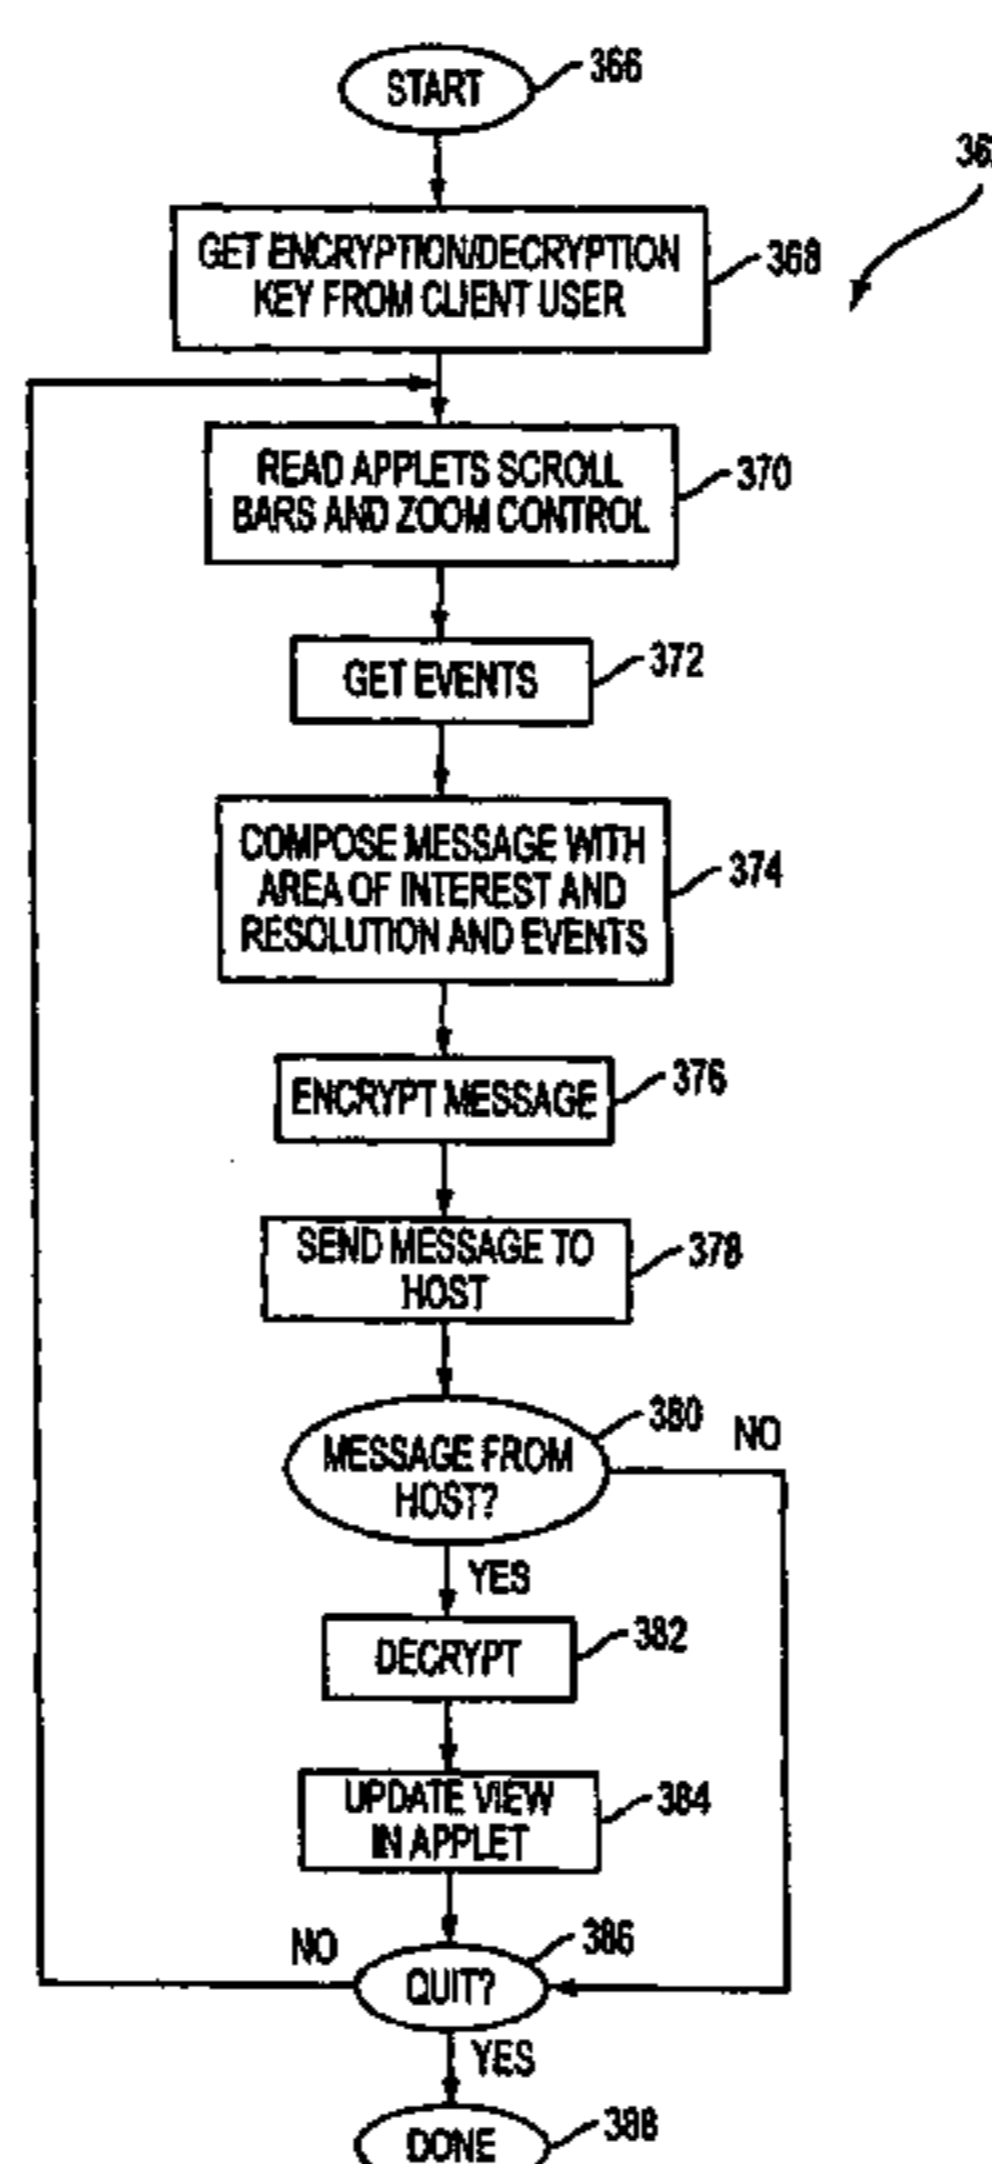 START
366
GET ENCRYPTION/DECRYPTION
KEY FROM CLIENT USER
368
READ APPLETS SCROLL
BARS AND ZOOM CONTROL
370
GET EVENTS
372
COMPOSE MESSAGE WITH
AREA OF INTEREST AND
RESOLUTION AND EVENTS
374
ENCRYPT MESSAGE
376
SEND MESSAGE TO
HOST
378
MESSAGE FROM
HOST?
380
NO
YES
DECRYPT
382
UPDATE VIEW
IN APPLET
384
NO
QUIT?
386
YES
DONE
388